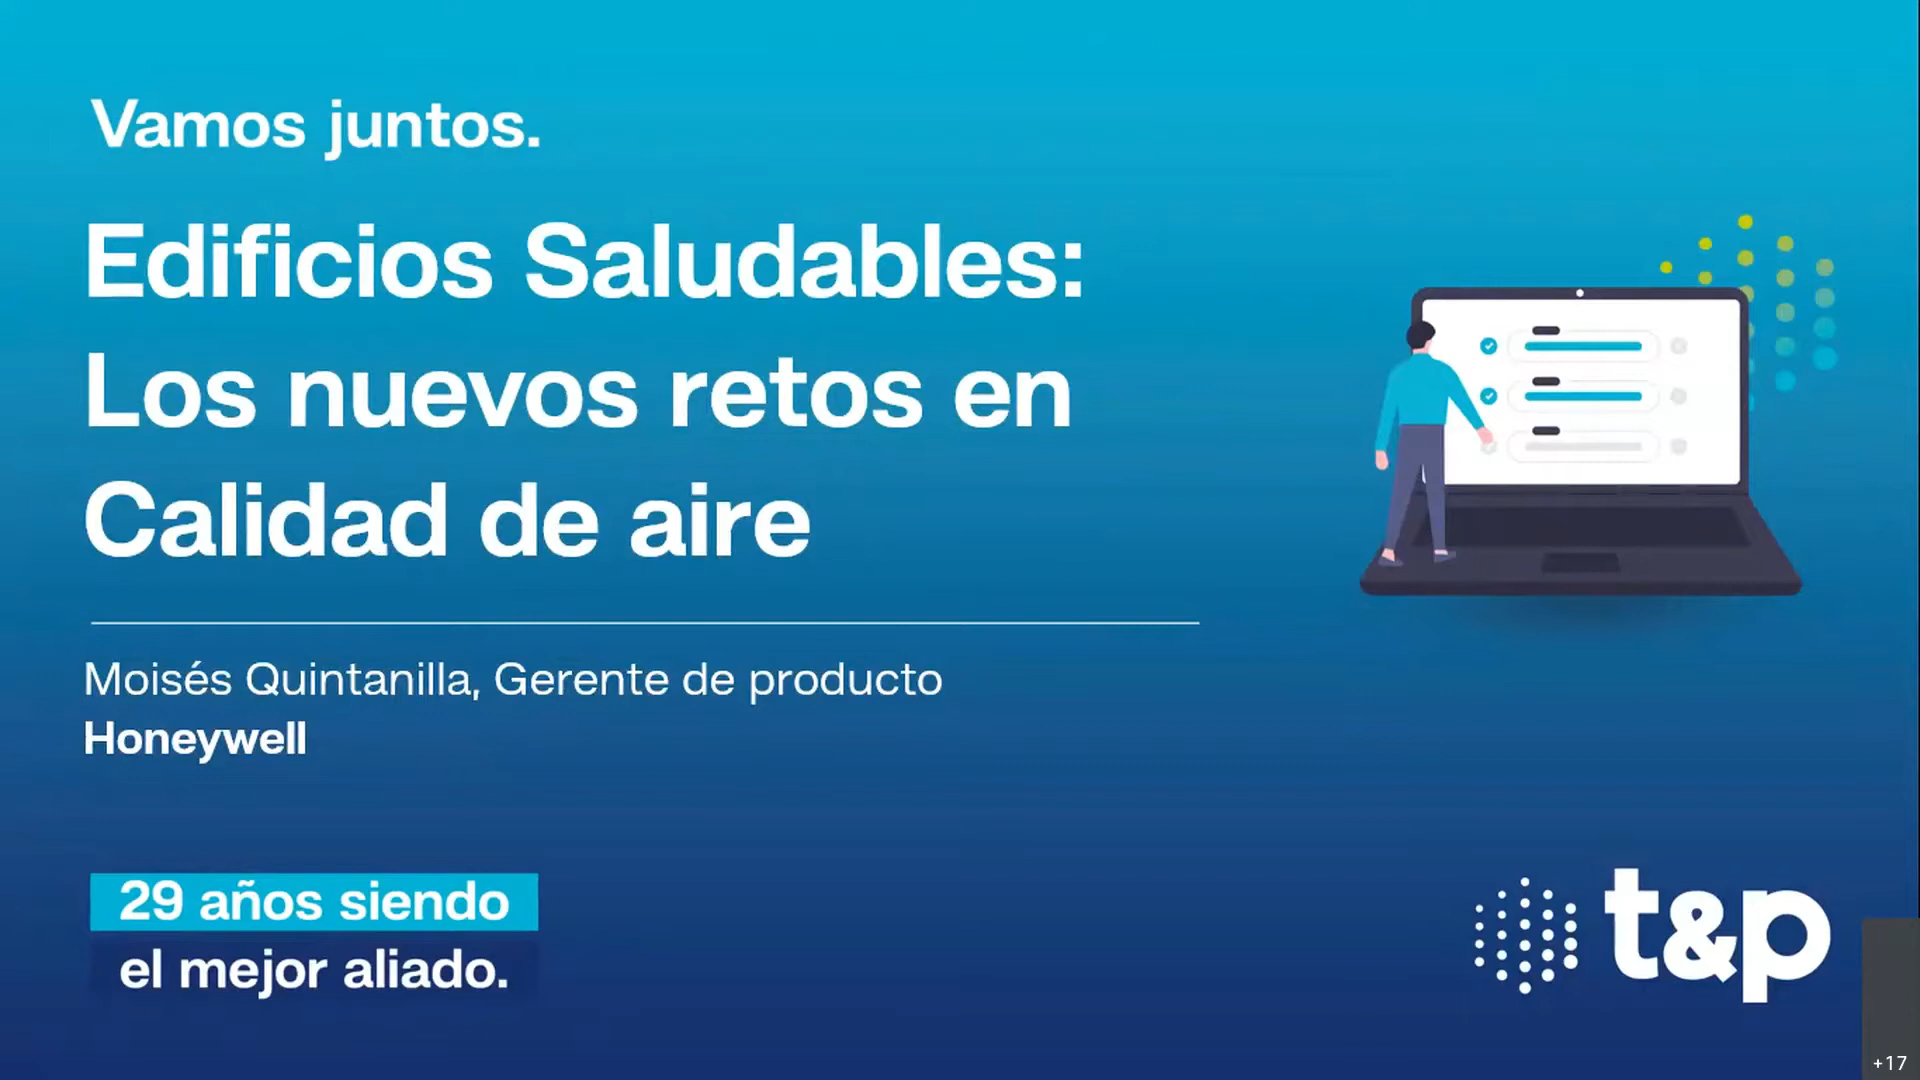 Vamos juntos.
Edificios Saludables:
Los nuevos retos en
Calidad de aire
Moisés Quintanilla, Gerente de producto
Honeywell
29 años siendo
el mejor aliado.
t&p
+17